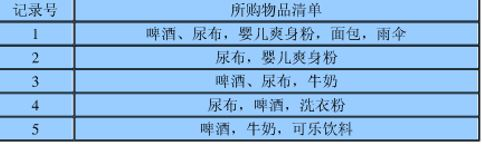 记录号 所购物品清单
1 啤酒、尿布，婴儿爽身粉，面包，雨伞
2 尿布，婴儿爽身粉
3 啤酒、尿布，牛奶
4 尿布，啤酒，洗衣粉
5 啤酒，牛奶，可乐饮料